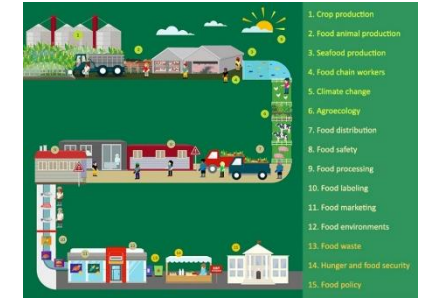 1. Crop production
2. Food animal production
3. Seafood production
4. Food chain workers
5. Climate change
6. Agroecology
7. Food distribution
8. Food safety
9. Food processing
10. Food labeling
11. Food marketing
12. Food environments
13. Food waste
14. Hunger and food security
15. Food policy